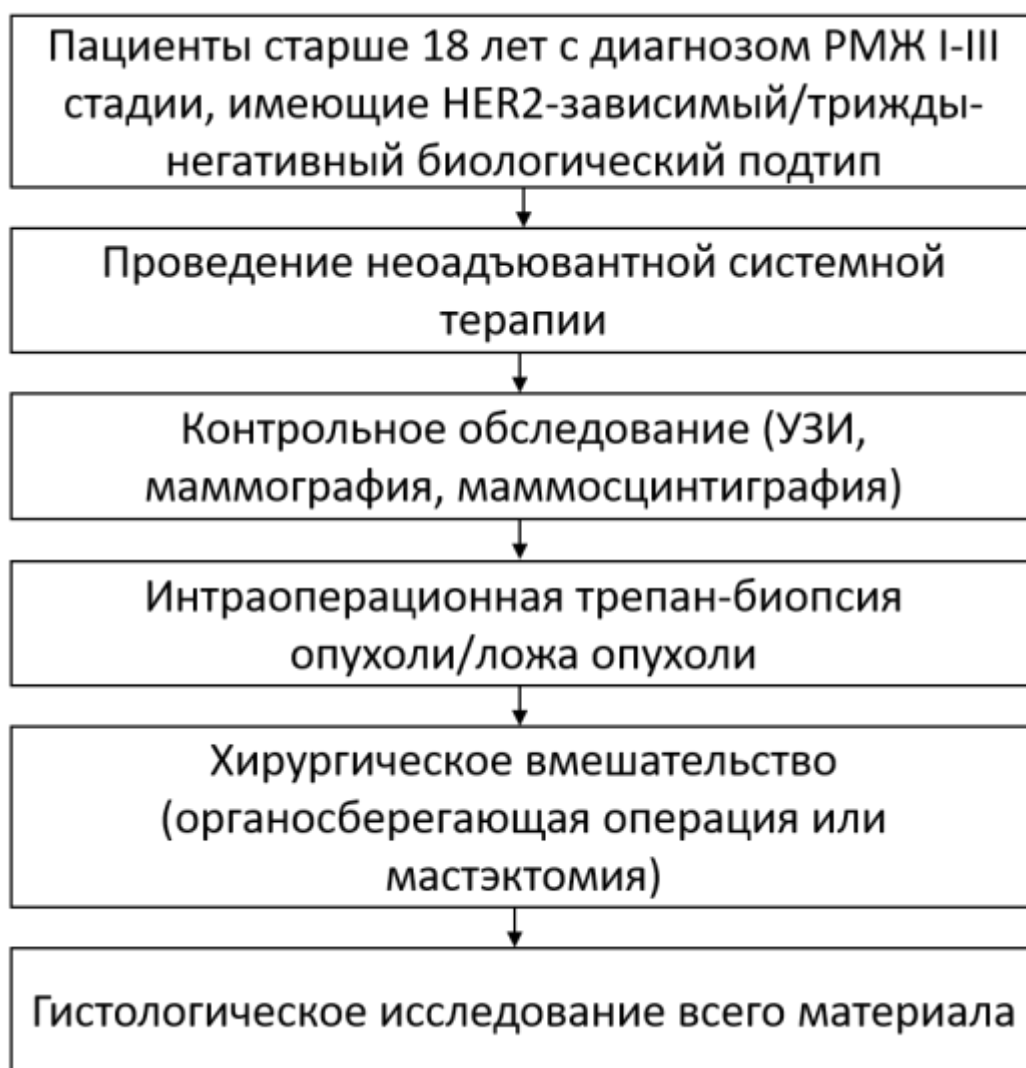 Пациенты старше 18 лет с диагнозом РМЖ I-III
стадии, имеющие HER2-зависимый/трижды-
негативный биологический подтип
Проведение неоадъювантной системной
терапии
Контрольное обследование (УЗИ,
маммография, маммосцинтиграфия)
Интраоперационная трепан-биопсия
опухоли/ложа опухоли
Хирургическое вмешательство
(органосберегающая операция или
мастэктомия)
Гистологическое исследование всего материала